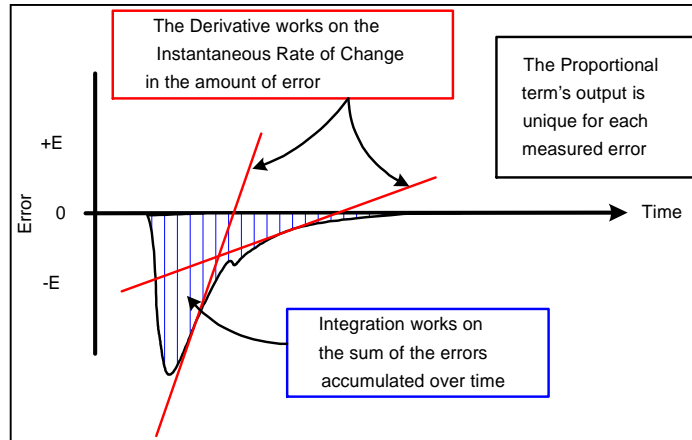 The Derivative works on the
Instantaneous Rate of Change
in the amount of error
The Proportional
term's output is
unique for each
measured error
+E
0
-E
Error
Time
Integration works on
the sum of the errors
accumulated over time